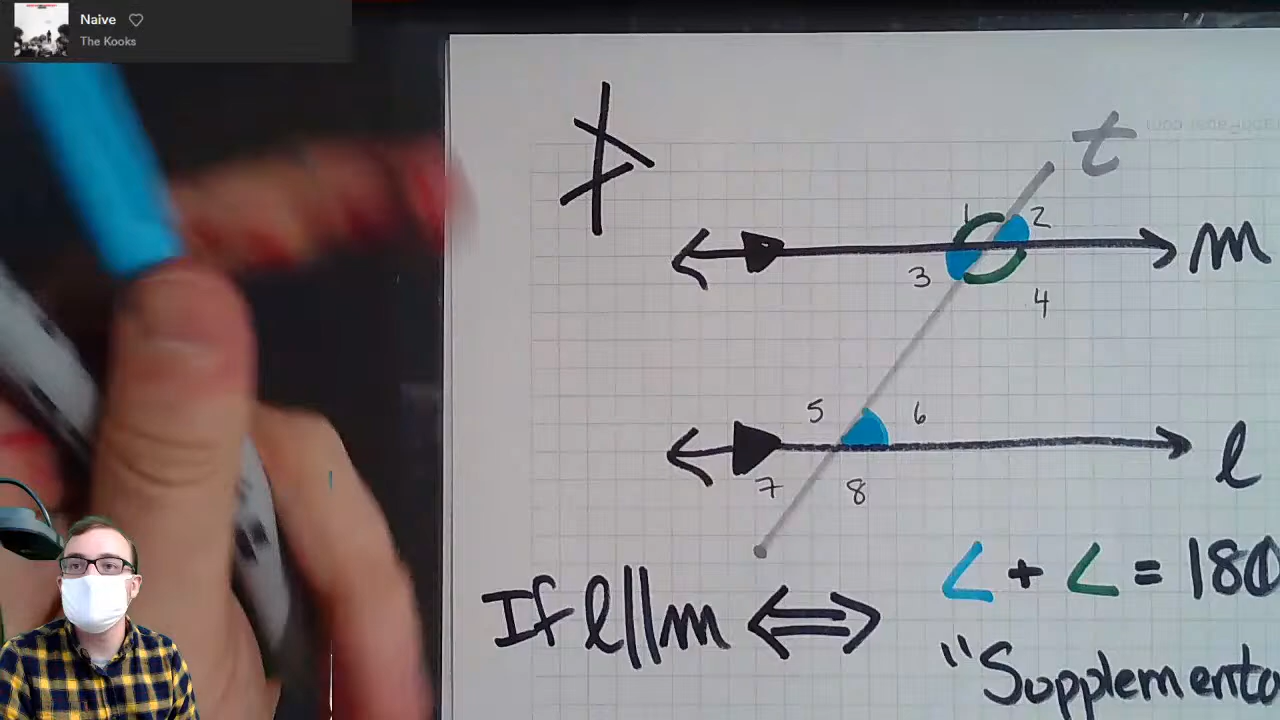 Naive
The Kooks
t
1
2
m
3
4
5
6
l
7
8
∠ + ∠ = 180
If l||m ⟺
"Supplementa